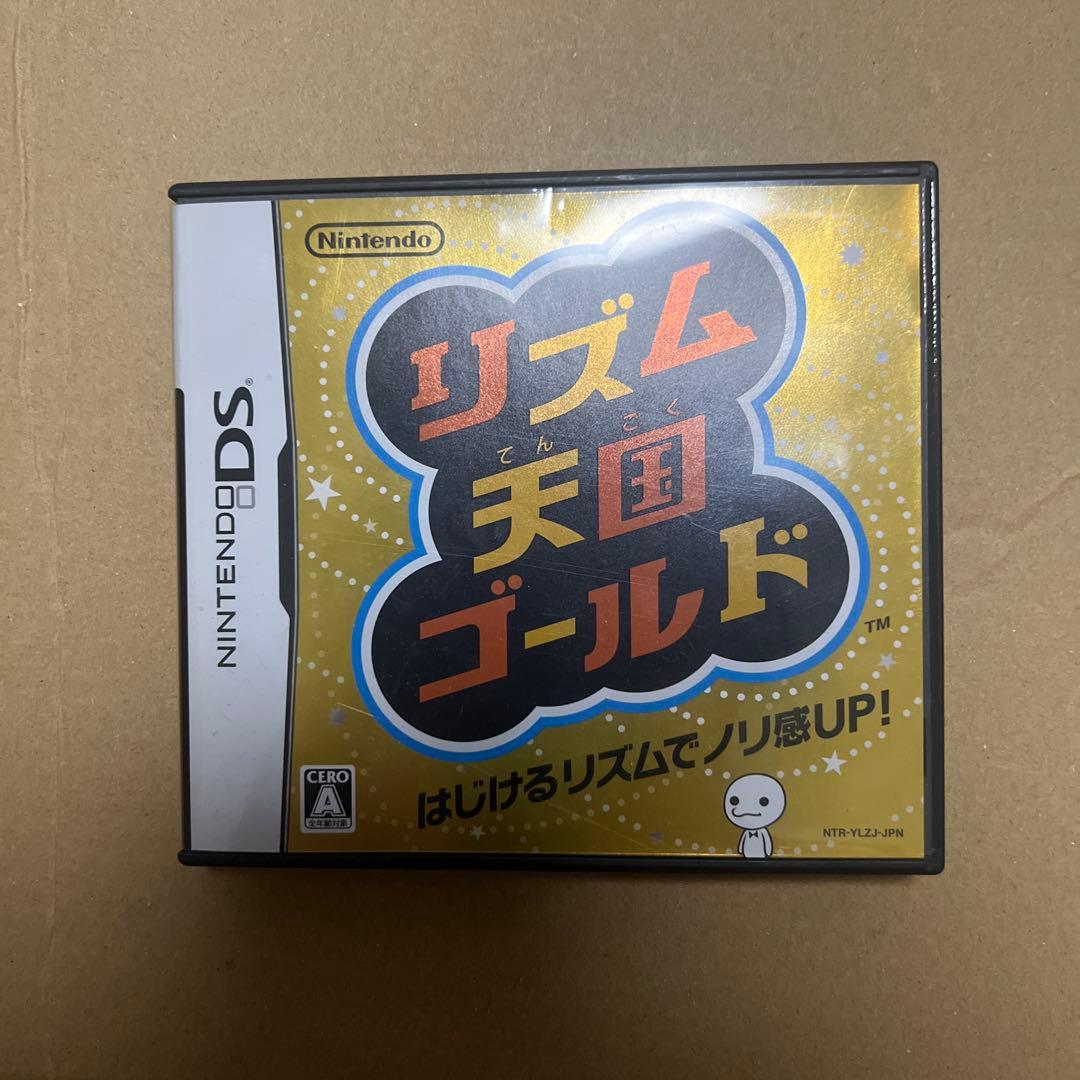 Nintendo
NINTENDO DS®
リズム
てんごく
天国
ゴールド
TM
はじけるリズムでノリ感UP!
CERO
A
全年齢対象
NTR-YLZJ-JPN